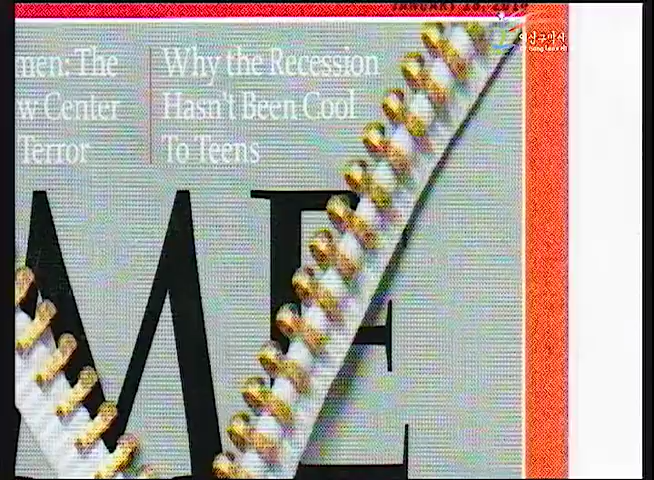 men: The
w Center
Terror
Why the Recession
Hasn't Been Cool
To Teens
ME